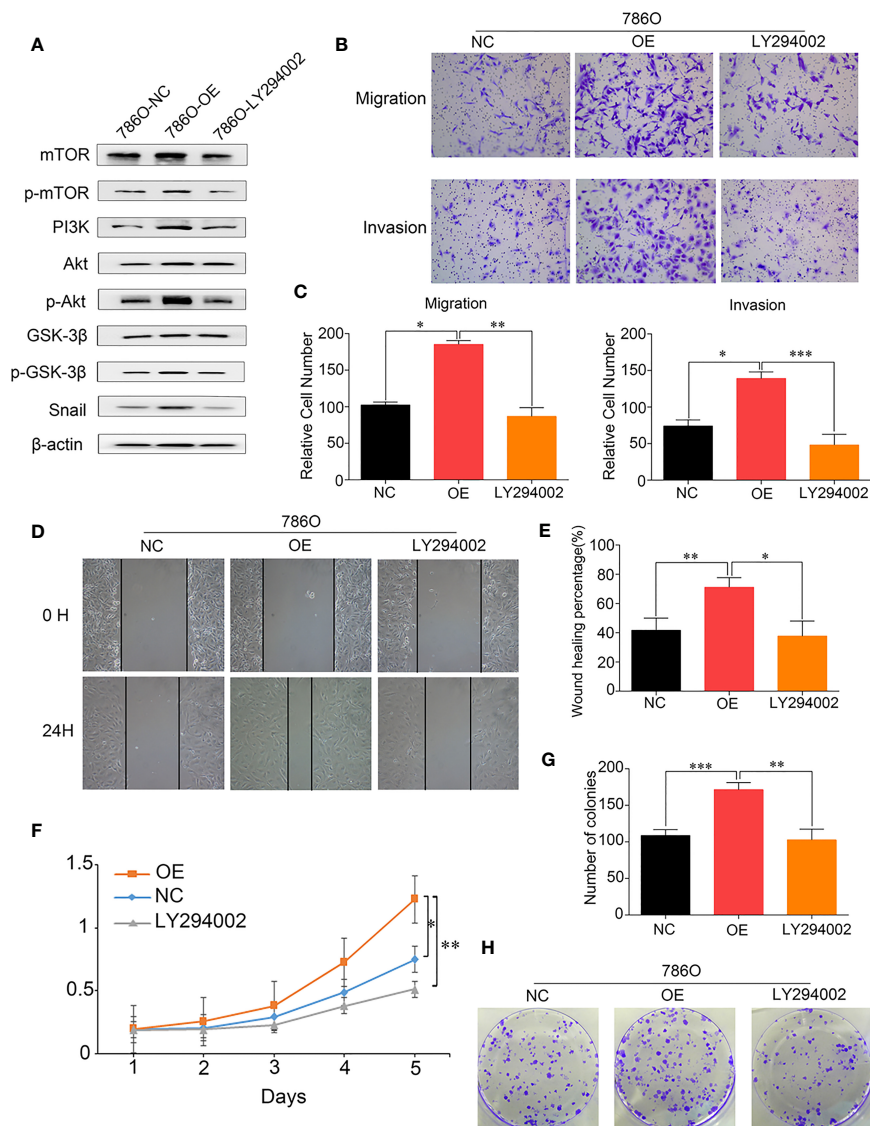 A
786O-NC
786O-OE
786O-LY294002
mTOR
p-mTOR
PI3K
Akt
p-Akt
GSK-3β
p-GSK-3β
Snail
β-actin
B
786O
NC OE LY294002
Migration
Invasion
C
Migration
Relative Cell Number
200
150
100
50
0
* **
NC OE LY294002
Invasion
Relative Cell Number
200
150
100
50
0
* ***
NC OE LY294002
D
786O
NC OE LY294002
0 H
24H
E
Wound healing percentage(%)
100
80
60
40
20
0
** *
NC OE LY294002
F
1.5
1
0.5
0
OE
NC
LY294002
*
**
1 2 3 4 5
Days
G
Number of colonies
200
150
100
50
0
*** **
NC OE LY294002
H
786O
NC OE LY294002